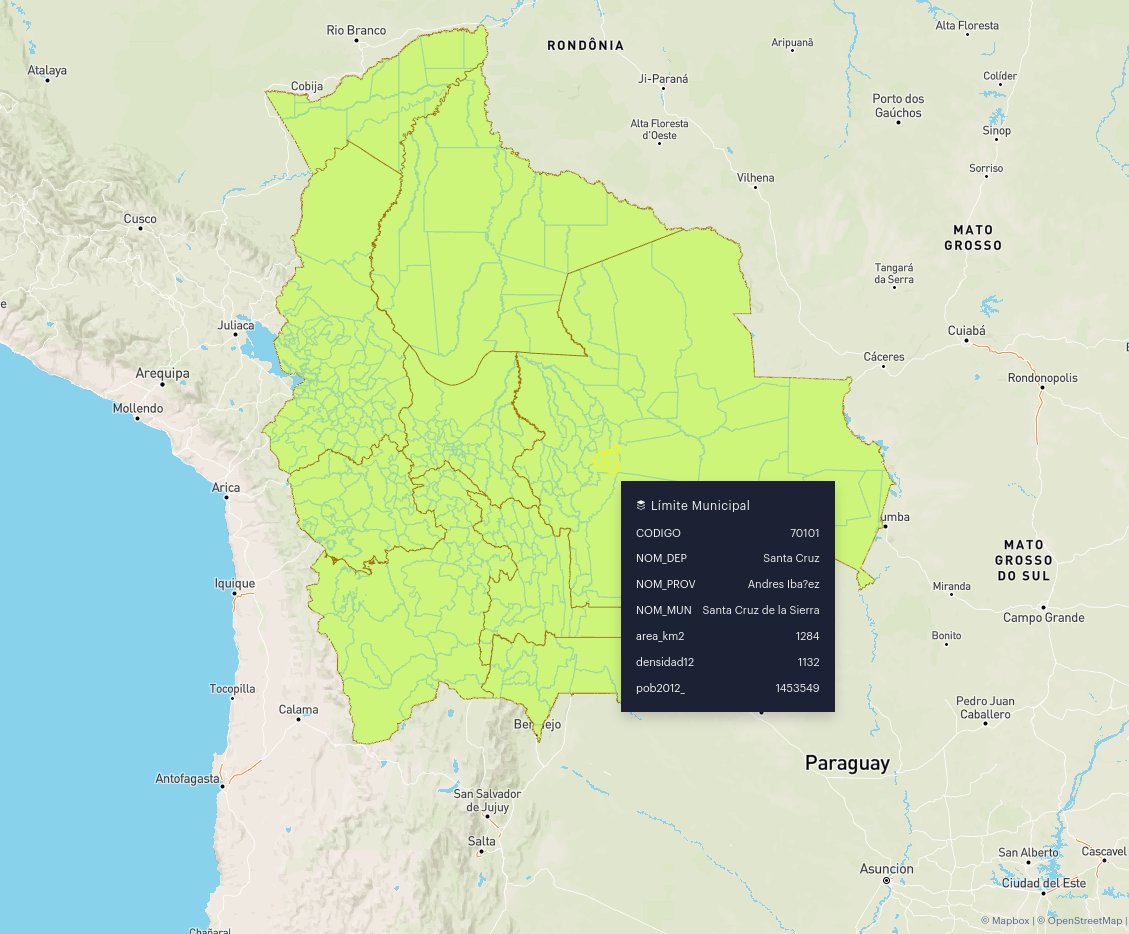 Alta Floresta
Rio Branco
RONDÔNIA
Aripuanã
Atalaya
Ji-Paraná
Colíder
Cobija
Porto dos
Gaúchos
Alta Floresta
d'Oeste
Sinop
Sorriso
Vilhena
Cusco
MATO
GROSSO
Tangará
da Serra
e
Juliaca
Cuiabá
Cáceres
Arequipa
Rondonopolis
Mollendo
Arica
Límite Municipal
CODIGO 70101
umba
NOM_DEP Santa Cruz
MATO
GROSSO
DO SUL
Iquique
NOM_PROV Andres Iba?ez
Miranda
NOM_MUN Santa Cruz de la Sierra
Campo Grande
area_km2 1284
Bonito
densidad12 1132
Tocopilla
pob2012_ 1453549
Calama
Pedro Juan
Caballero
Ber ejo
Paraguay
Antofagasta
San Salvador
de Jujuy
Salta
San Alberto
Cascavel
Asuncion
Ciudad del Este
© Mapbox | © OpenStreetMap |
Chañaral